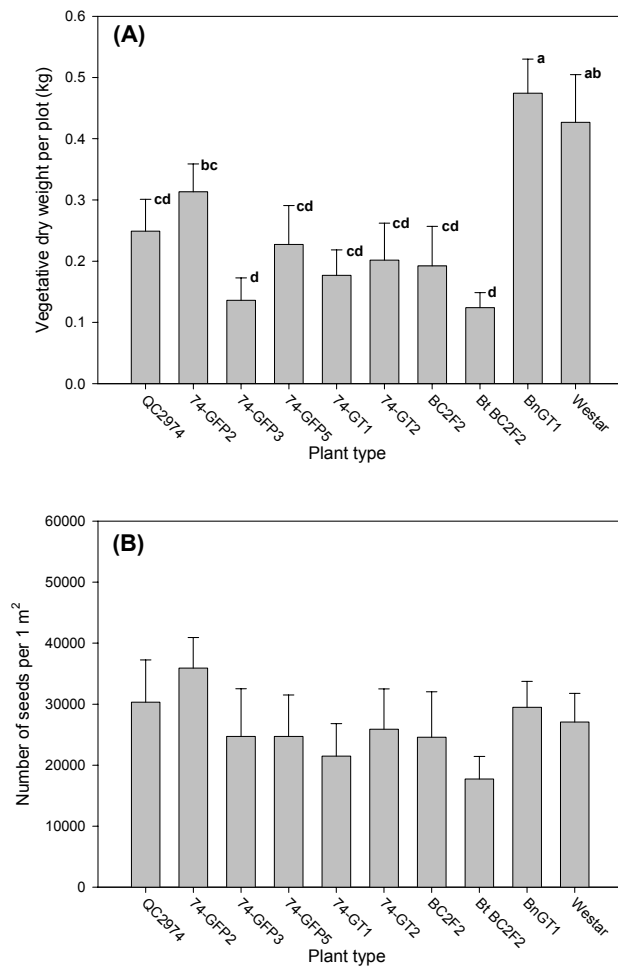 (A)
Vegetative dry weight per plot (kg)
0.6
0.5
0.4
0.3
0.2
0.1
0.0
cd
bc
d
cd
cd
cd
cd
d
a
ab
QC2974
74-GFP2
74-GFP3
74-GFP5
74-GT1
74-GT2
BC2F2
Bt BC2F2
BnGT1
Westar
Plant type
(B)
Number of seeds per 1 m²
60000
50000
40000
30000
20000
10000
0
QC2974
74-GFP2
74-GFP3
74-GFP5
74-GT1
74-GT2
BC2F2
Bt BC2F2
BnGT1
Westar
Plant type